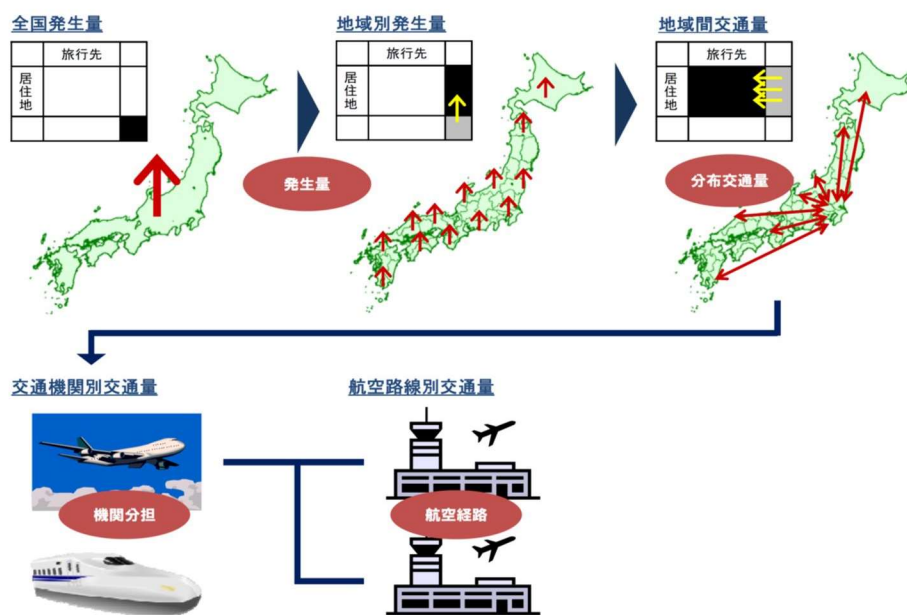 全国発生量
旅行先
居住地
地域別発生量
旅行先
居住地
地域間交通量
旅行先
居住地
発生量
分布交通量
交通機関別交通量
航空路線別交通量
機関分担
航空経路